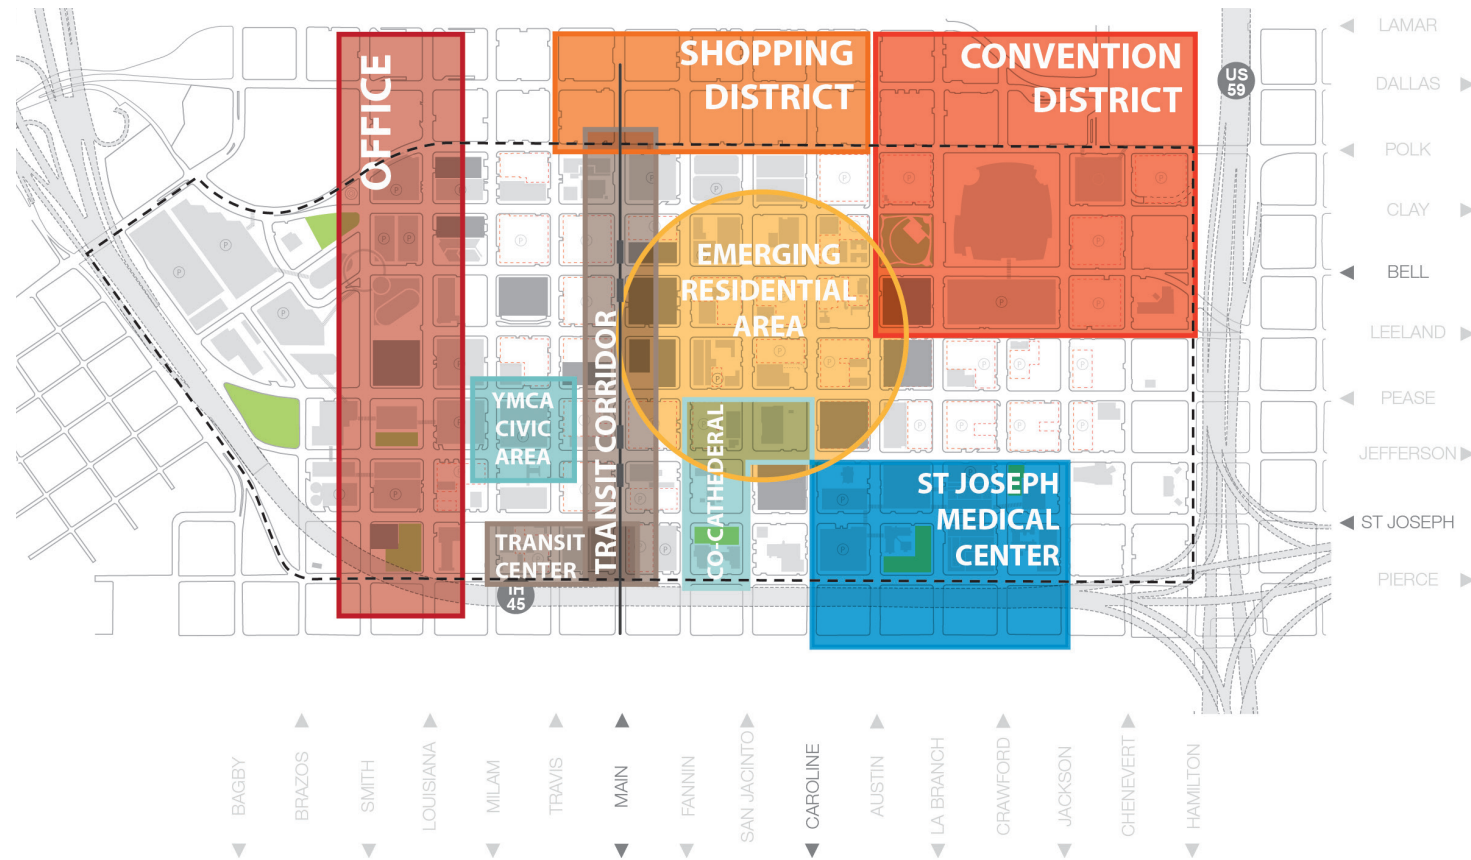 OFFICE
SHOPPING
DISTRICT
CONVENTION
DISTRICT
US
59
EMERGING
RESIDENTIAL
AREA
TRANSIT CORRIDOR
YMCA
CIVIC
AREA
CO-CATHEDERAL
ST JOSEPH
MEDICAL
CENTER
TRANSIT
CENTER
IH
45
LAMAR
DALLAS
POLK
CLAY
BELL
LEELAND
PEASE
JEFFERSON
ST JOSEPH
PIERCE
BAGBY
BRAZOS
SMITH
LOUISIANA
MILAM
TRAVIS
MAIN
FANNIN
SAN JACINTO
CAROLINE
AUSTIN
LA BRANCH
CRAWFORD
JACKSON
CHENEVERT
HAMILTON